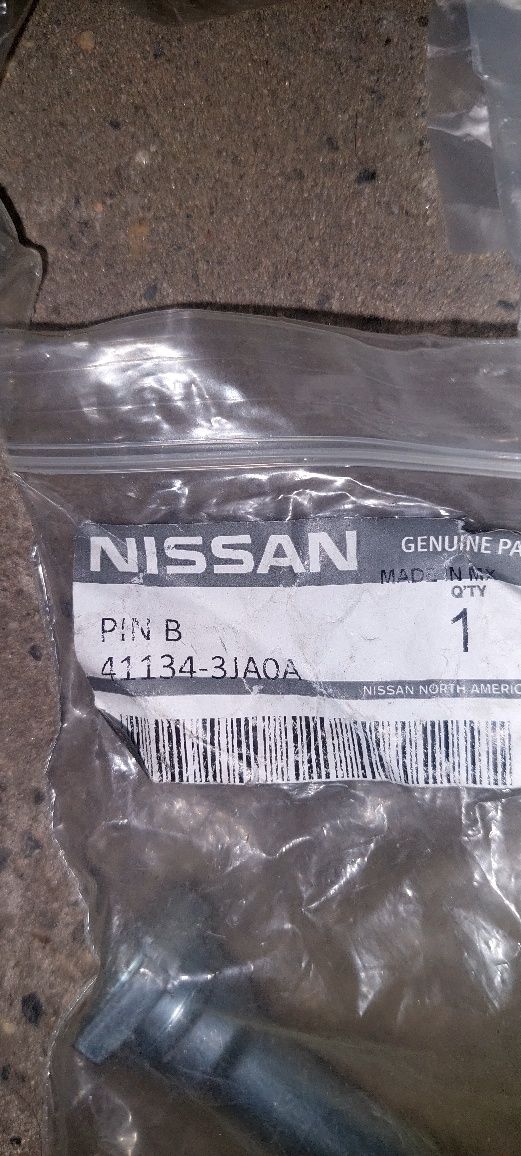 NISSAN
GENUINE PA
MADE IN MX
Q'TY
PIN B
1
41134-3JA0A
NISSAN NORTH AMERIC